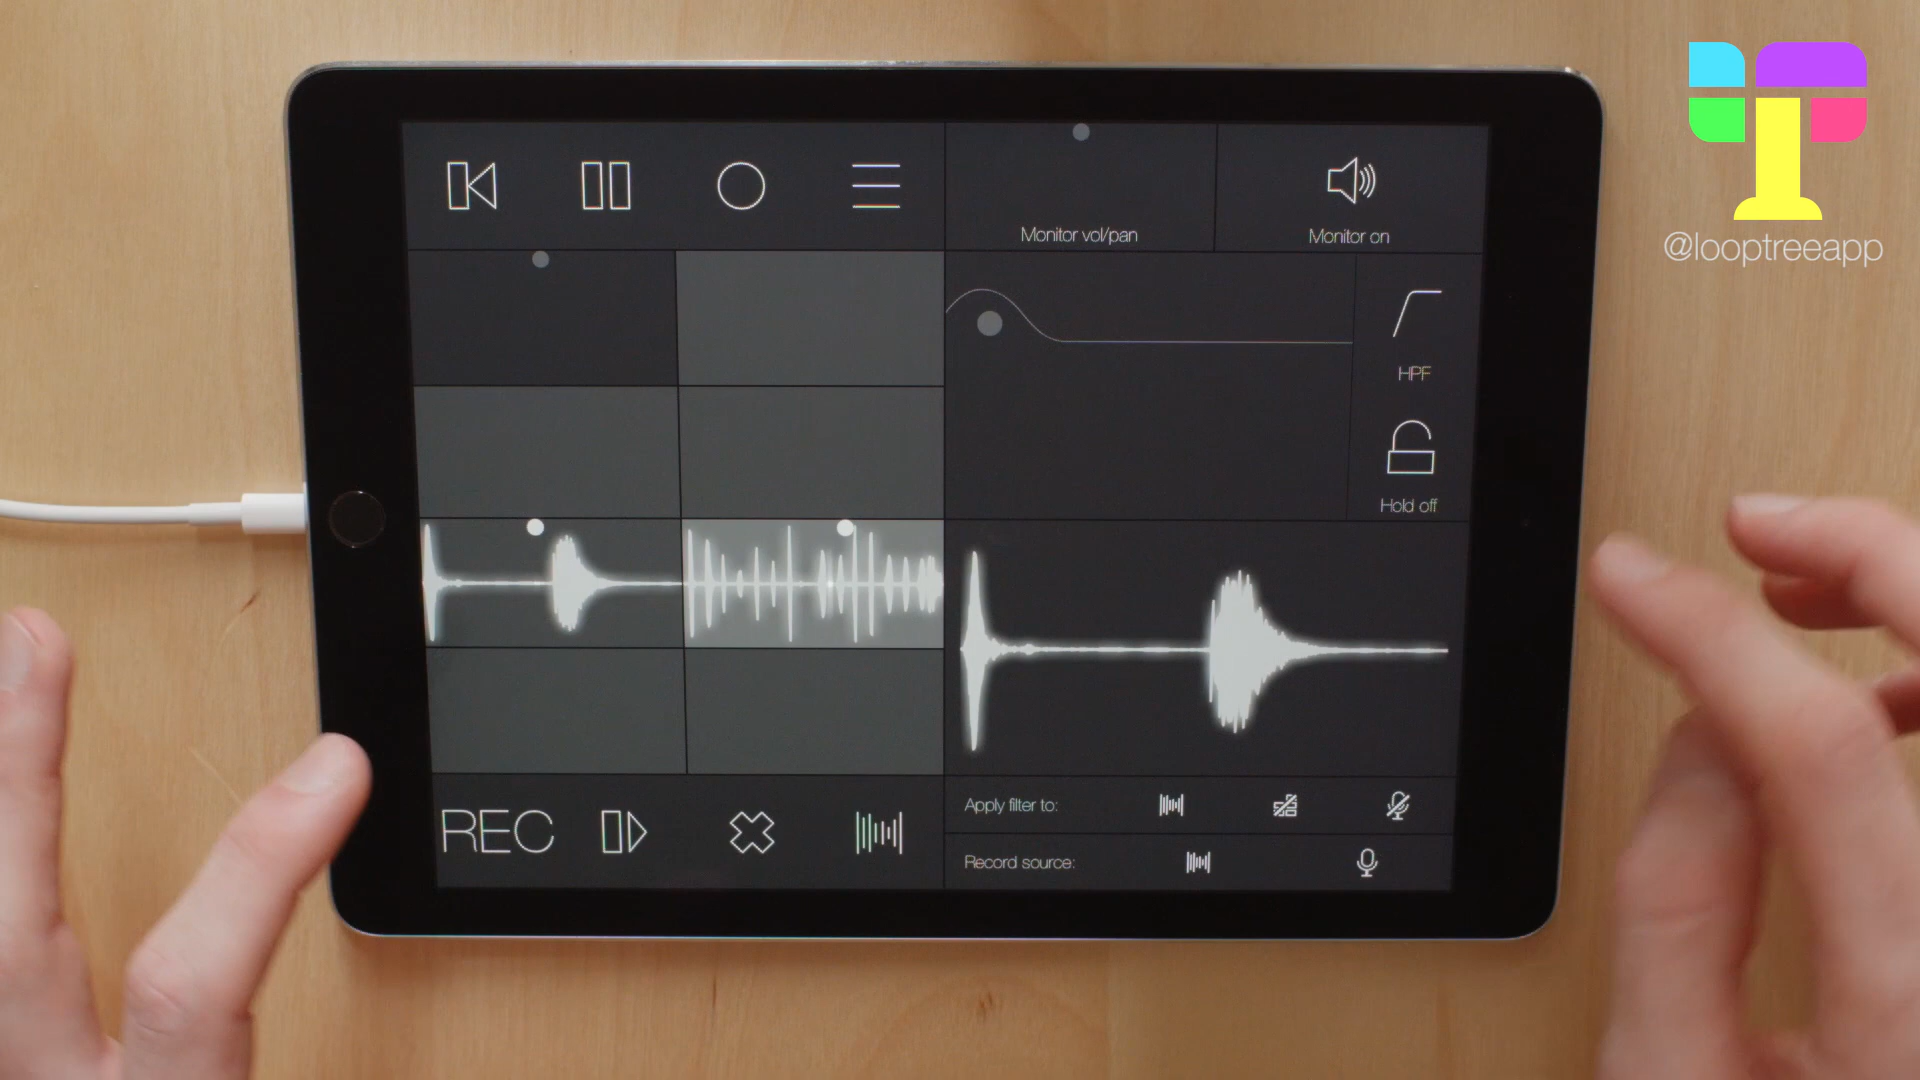 Monitor vol/pan
Monitor on
@looptreeapp
HPF
Hold off
REC
Apply filter to:
Record source: